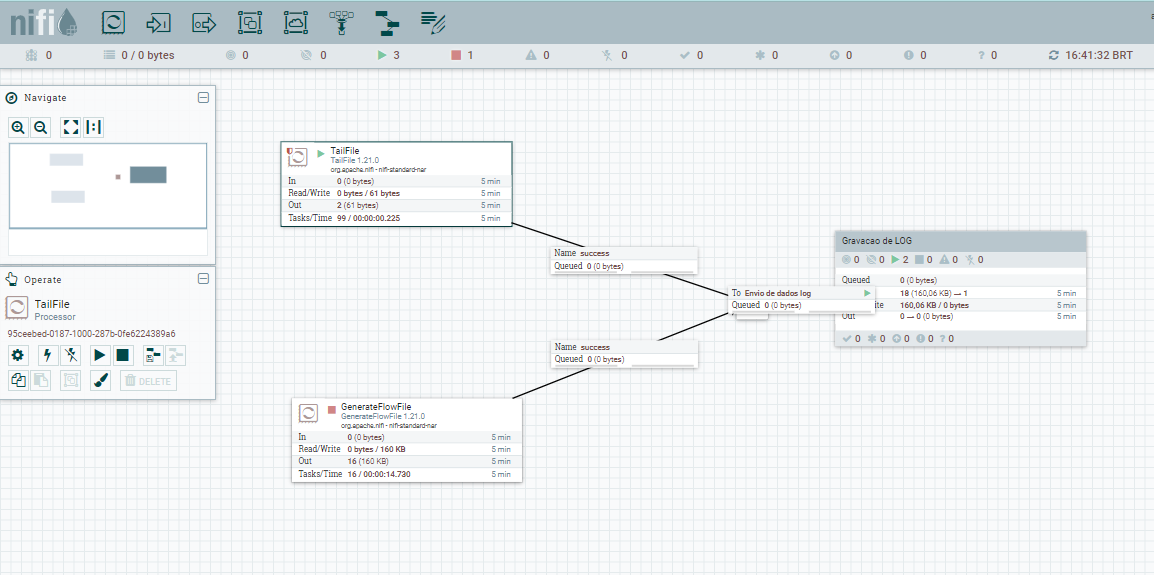 nifi
0 0 / 0 bytes 0 0 3 1 0 0 0 0 0 0 0 16:41:32 BRT
Navigate
Operate
TailFile
Processor
95ceebed-0187-1000-287b-0fe6224389a6
DELETE
TailFile
TailFile 1.21.0
org.apache.nifi - nifi-standard-nar
In 0 (0 bytes) 5 min
Read/Write 0 bytes / 61 bytes 5 min
Out 2 (61 bytes) 5 min
Tasks/Time 99 / 00:00:00.225 5 min
Name success
Queued 0 (0 bytes)
To Envio de dados log
Queued 0 (0 bytes)
Gravacao de LOG
0 0 2 0 0 0
Queued 0 (0 bytes)
18 (160,06 KB) → 1 5 min
ite 160,06 KB / 0 bytes 5 min
Out 0 → 0 (0 bytes) 5 min
0 0 0 0 ? 0
Name success
Queued 0 (0 bytes)
GenerateFlowFile
GenerateFlowFile 1.21.0
org.apache.nifi - nifi-standard-nar
In 0 (0 bytes) 5 min
Read/Write 0 bytes / 160 KB 5 min
Out 16 (160 KB) 5 min
Tasks/Time 16 / 00:00:14.730 5 min